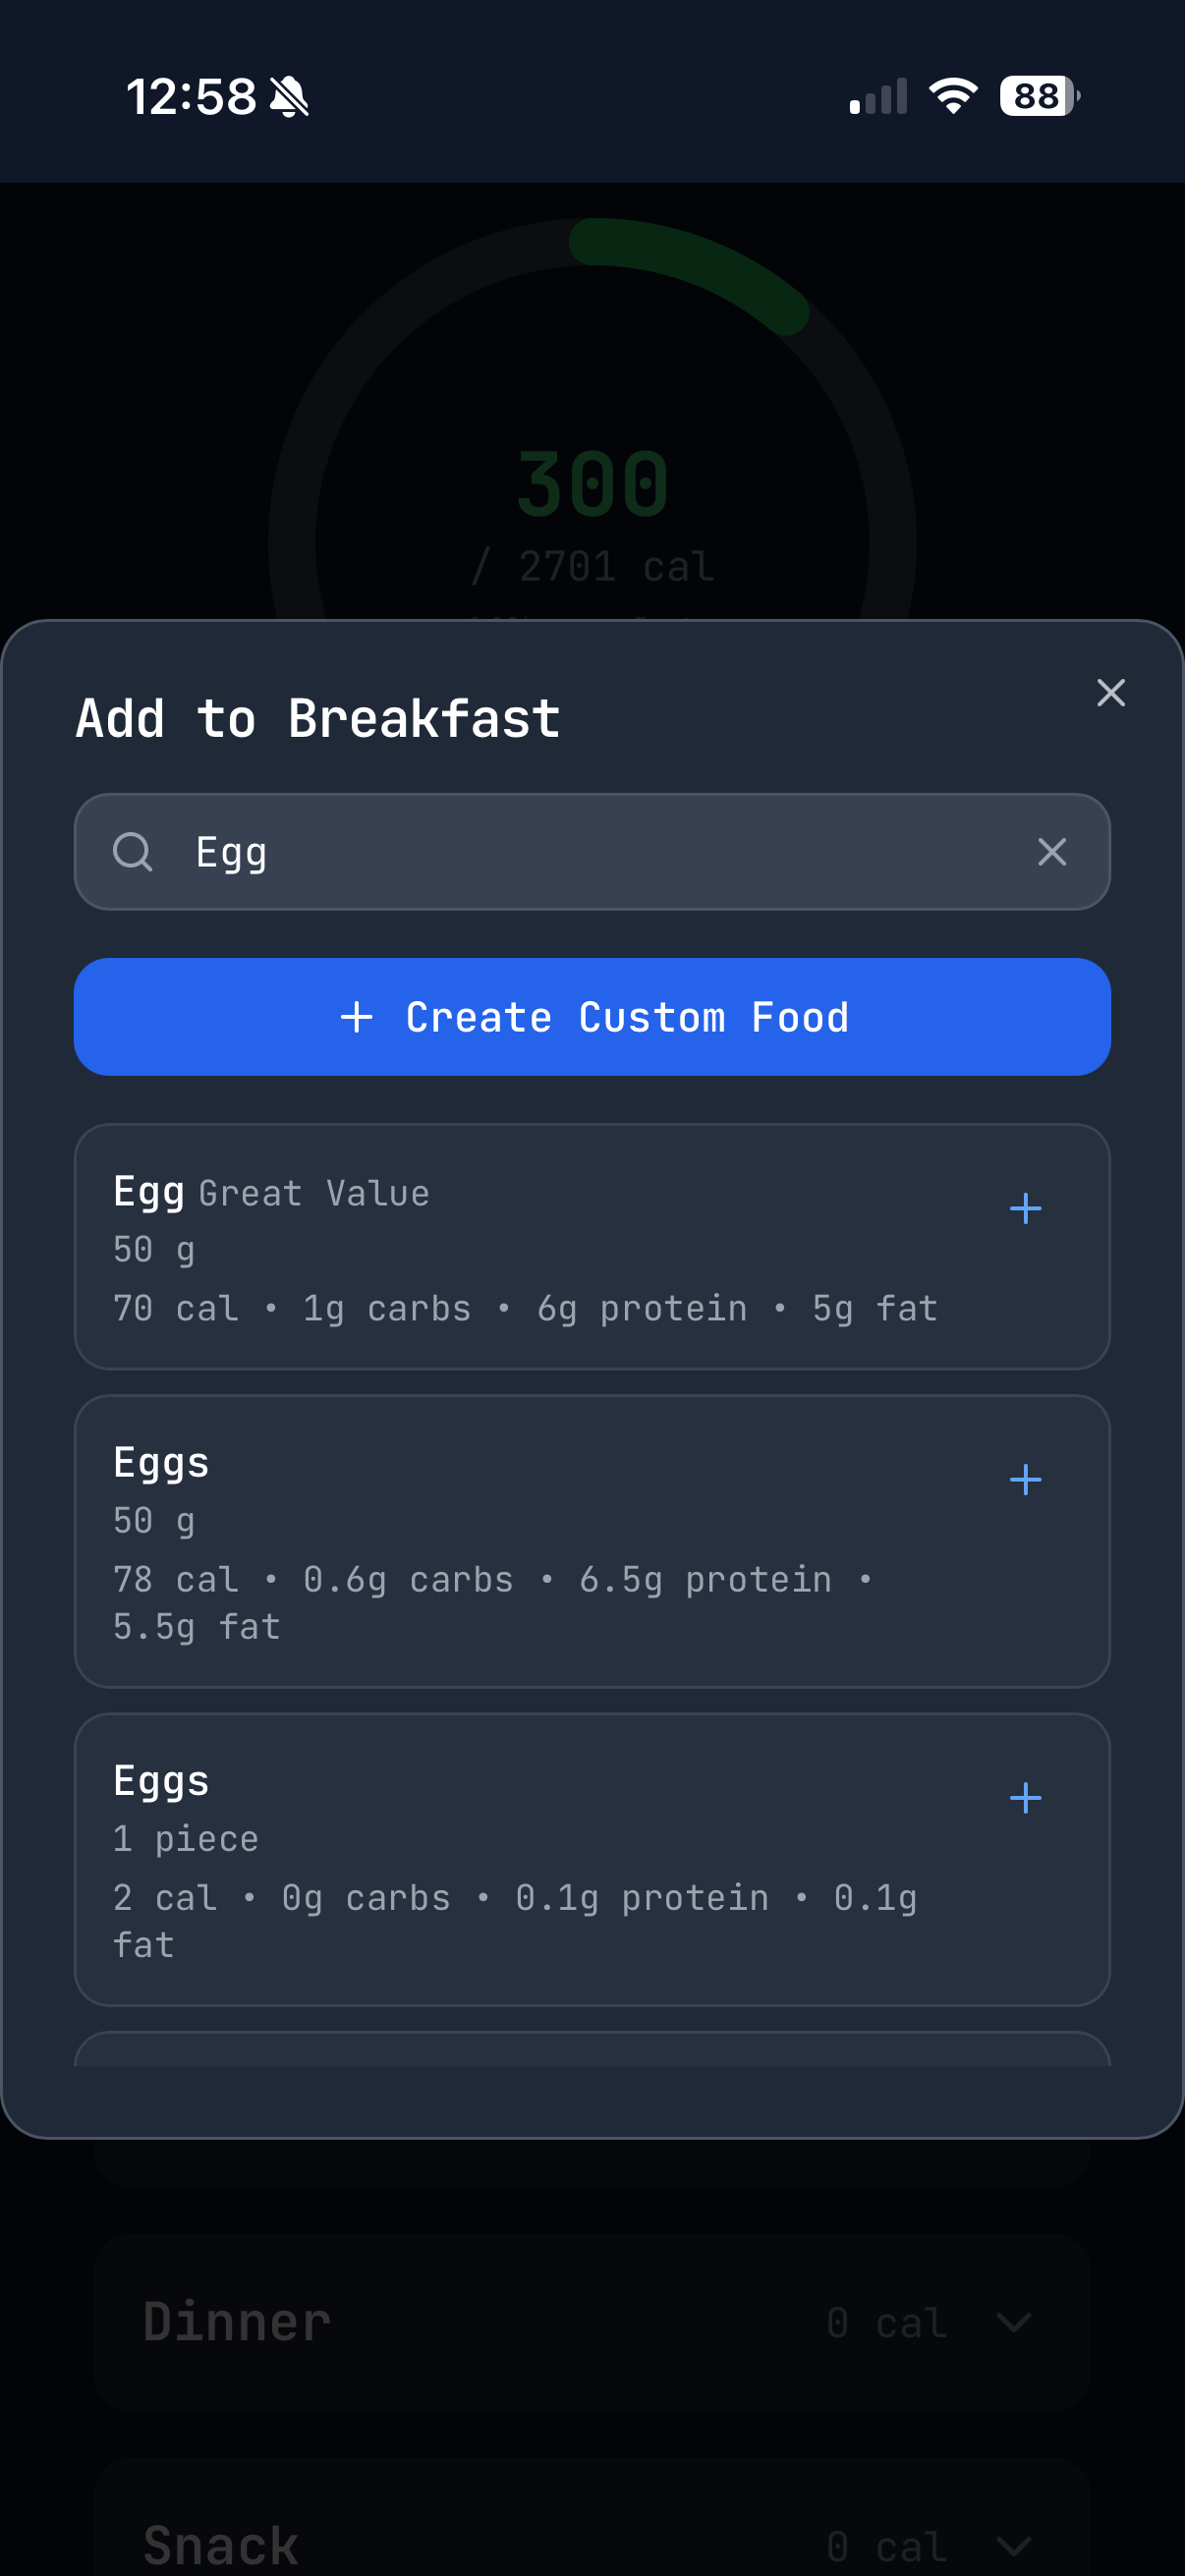 12:58
88
300
/ 2701 cal
Add to Breakfast
Egg
+ Create Custom Food
Egg Great Value
50 g
70 cal • 1g carbs • 6g protein • 5g fat
Eggs
50 g
78 cal • 0.6g carbs • 6.5g protein •
5.5g fat
Eggs
1 piece
2 cal • 0g carbs • 0.1g protein • 0.1g
fat
Dinner 0 cal
Snack 0 cal